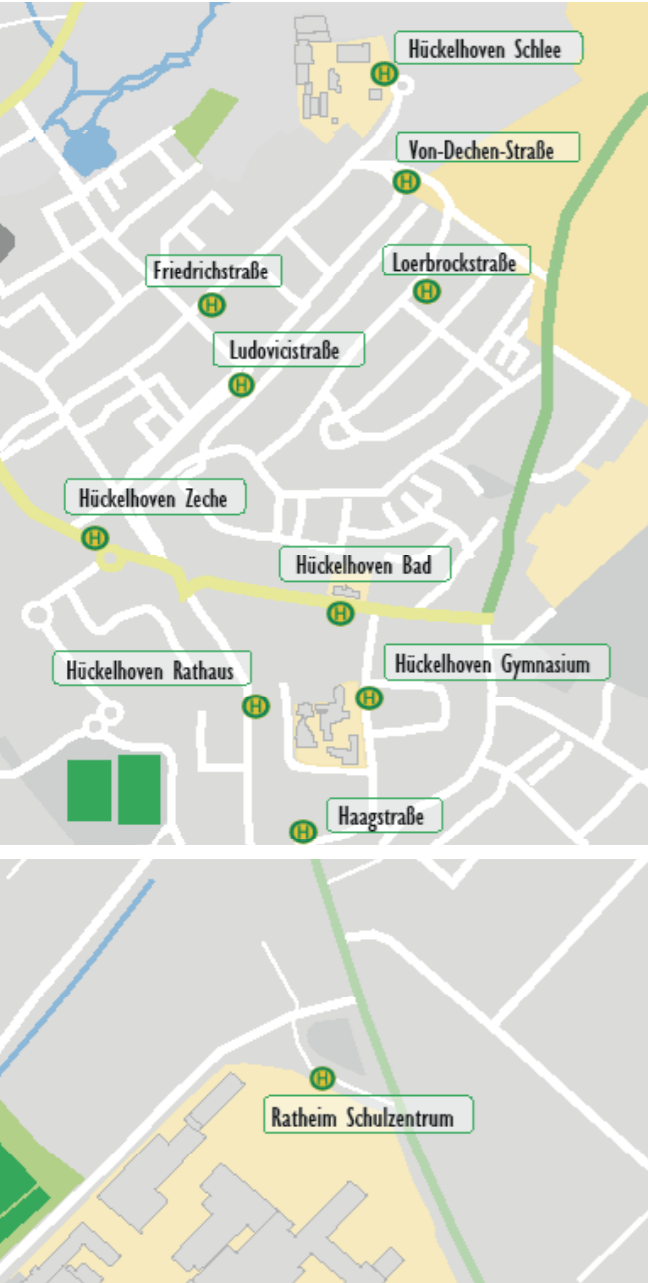 Hückelhoven Schlee
H
Von-Dechen-Straße
H
Loerbrockstraße
H
Friedrichstraße
H
Ludovicistraße
H
Hückelhoven Zeche
H
Hückelhoven Bad
H
Hückelhoven Rathaus
H
Hückelhoven Gymnasium
H
Haagstraße
H
H
Ratheim Schulzentrum